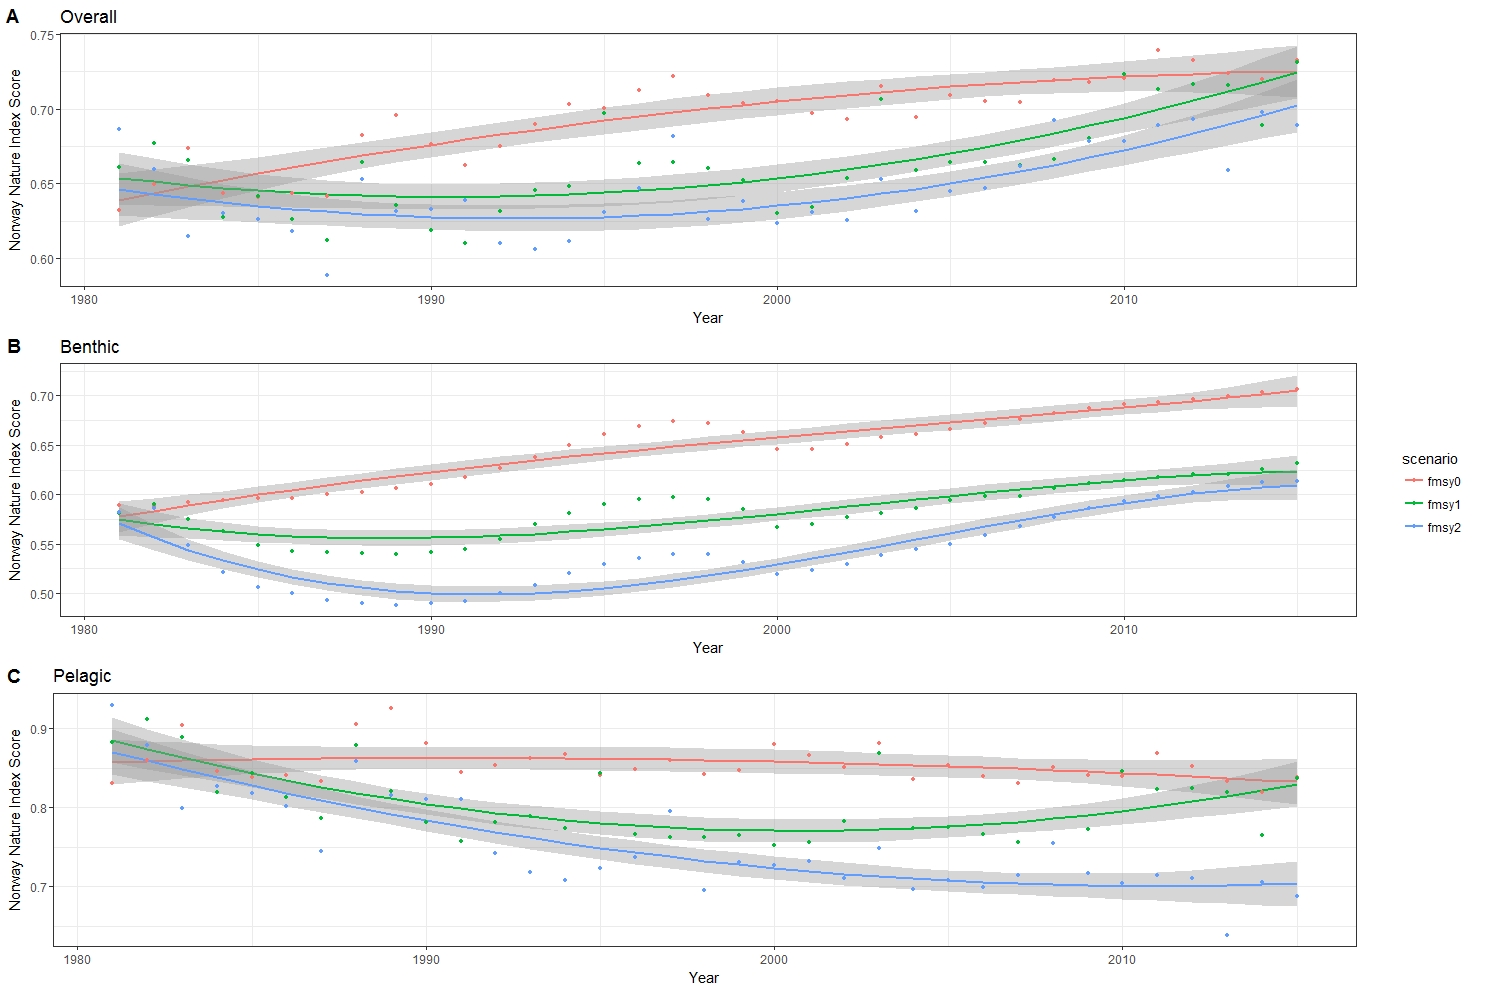 A Overall
Norway Nature Index Score
0.75
0.70
0.65
0.60
1980 1990 2000 2010
Year
B Benthic
Norway Nature Index Score
0.70
0.65
0.60
0.55
0.50
1980 1990 2000 2010
Year
scenario
fmsy0
fmsy1
fmsy2
C Pelagic
Norway Nature Index Score
0.9
0.8
0.7
1980 1990 2000 2010
Year